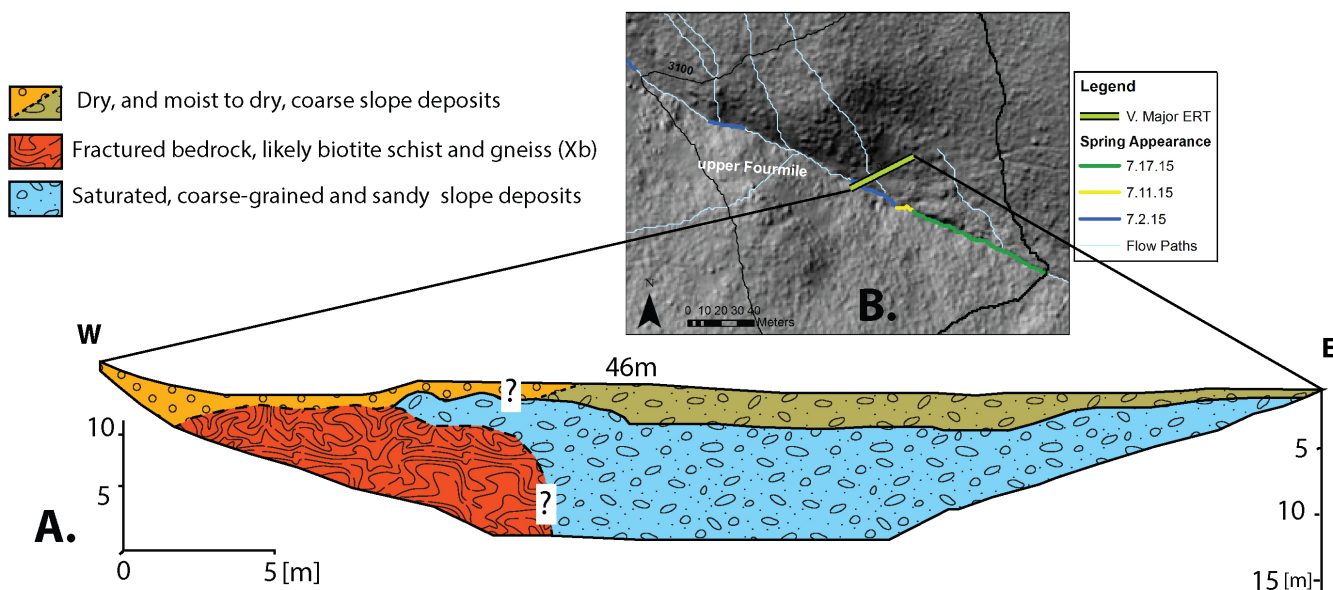 Dry, and moist to dry, coarse slope deposits
Fractured bedrock, likely biotite schist and gneiss (Xb)
Saturated, coarse-grained and sandy slope deposits
3100
upper Fourmile
N
0 10 20 30 40
Meters
B.
Legend
V. Major ERT
Spring Appearance
7.17.15
7.11.15
7.2.15
Flow Paths
W
E
46m
?
?
10
5
A.
0 5 [m]
5
10
15 [m]